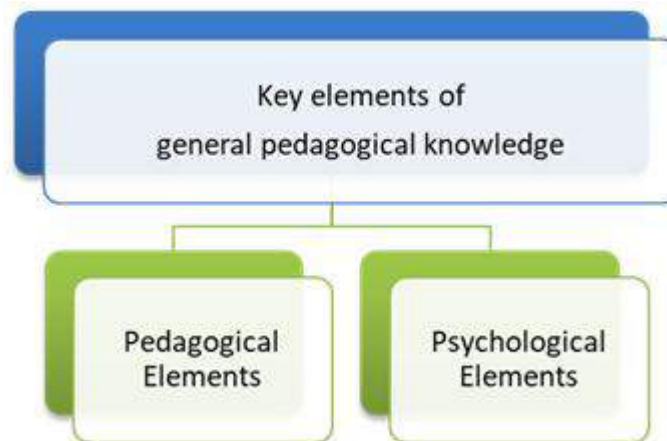 Key elements of
general pedagogical knowledge
Pedagogical
Elements
Psychological
Elements